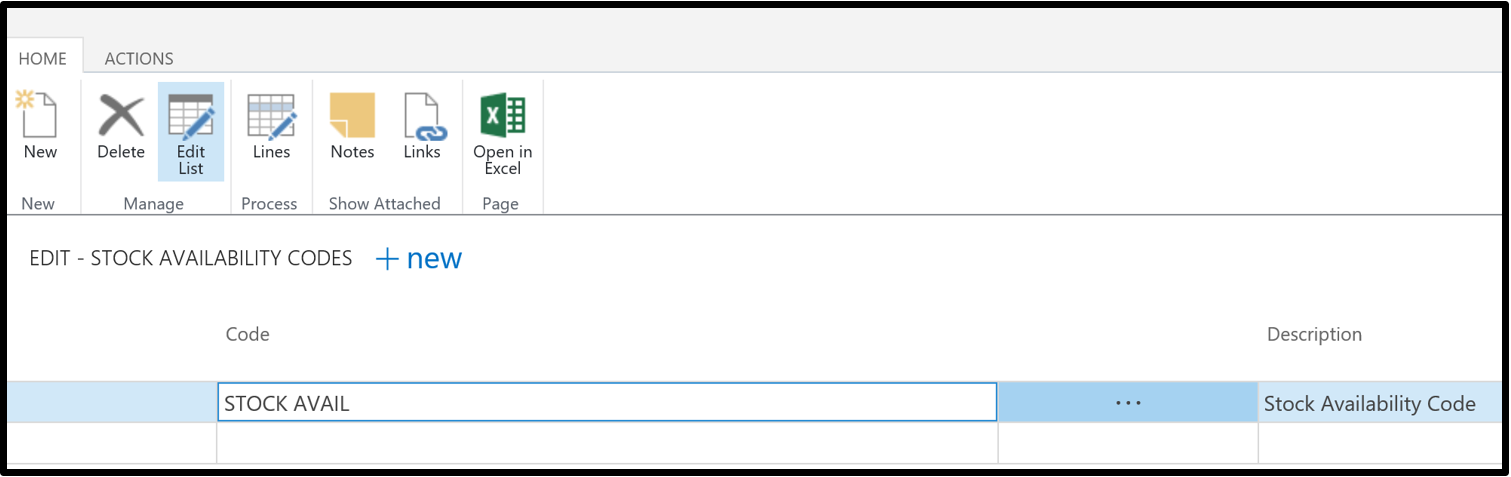 HOME ACTIONS
New Delete Edit List Lines Notes Links Open in Excel
New Manage Process Show Attached Page
EDIT - STOCK AVAILABILITY CODES + new
Code Description
STOCK AVAIL ... Stock Availability Code